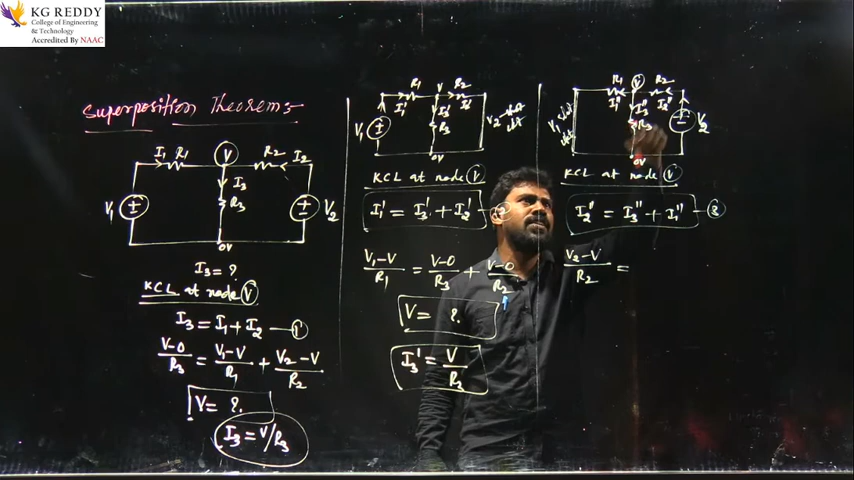 KG REDDY
College of Engineering
& Technology
Accredited By NAAC
Superposition Theorem:-
I₁ R₁ V R₂ I₂
I₃
V₁ R₃ V₂
0V
I₃ = ?
KCL at node V
I₃ = I₁ + I₂ — 1
(V-0)/R₃ = (V₁-V)/R₁ + (V₂-V)/R₂
V = ?
I₃ = V/R₃
R₁ V R₂
I₁' I₃' I₂'
V₁ R₃ V₂
0V
KCL at node V
I₁' = I₃' + I₂'
(V₁-V)/R₁ = (V-0)/R₃ + (V-0)/R₂
V = ?
I₃' = V/R₃
R₁ V R₂
I₁'' I₃'' I₂''
V₁ R₃ V₂
0V
KCL at node V
I₂'' = I₃'' + I₁'' — 3
(V₂-V)/R₂ =